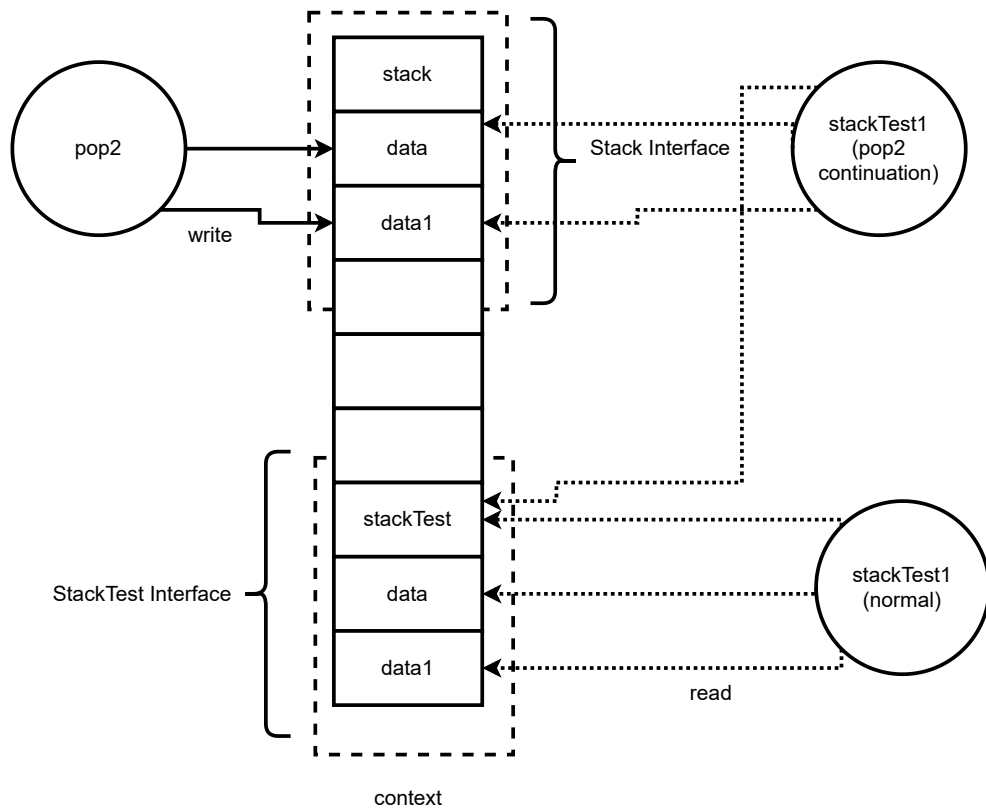 stack
pop2
data
Stack Interface
stackTest1
(pop2
continuation)
data1
write
stackTest
StackTest Interface
data
stackTest1
(normal)
data1
read
context